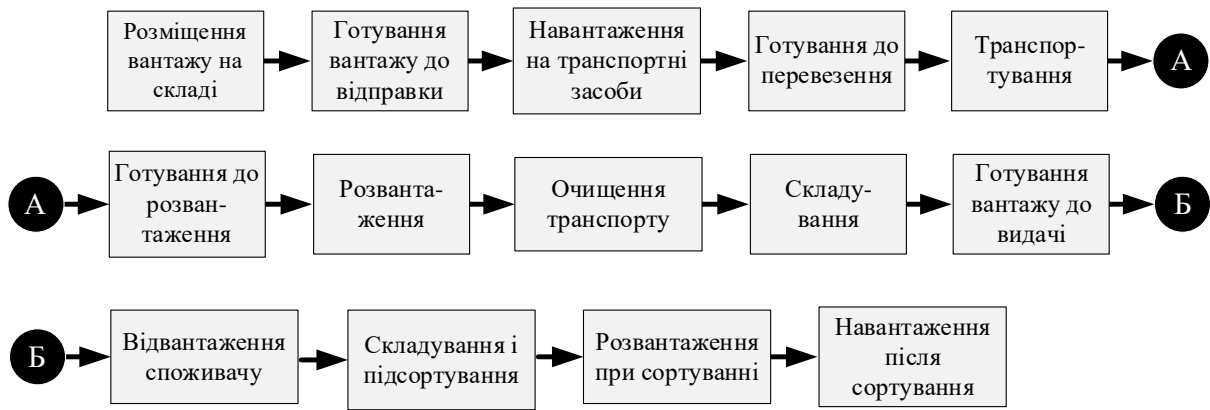 Розміщення
вантажу на
складі
Готування
вантажу до
відправки
Навантаження
на транспортні
засоби
Готування до
перевезення
Транспор-
тування
А
А
Готування до
розван-
таження
Розванта-
ження
Очищення
транспорту
Складу-
вання
Готування
вантажу до
видачі
Б
Б
Відвантаження
споживачу
Складування і
підсортування
Розвантаження
при сортуванні
Навантаження
після
сортування